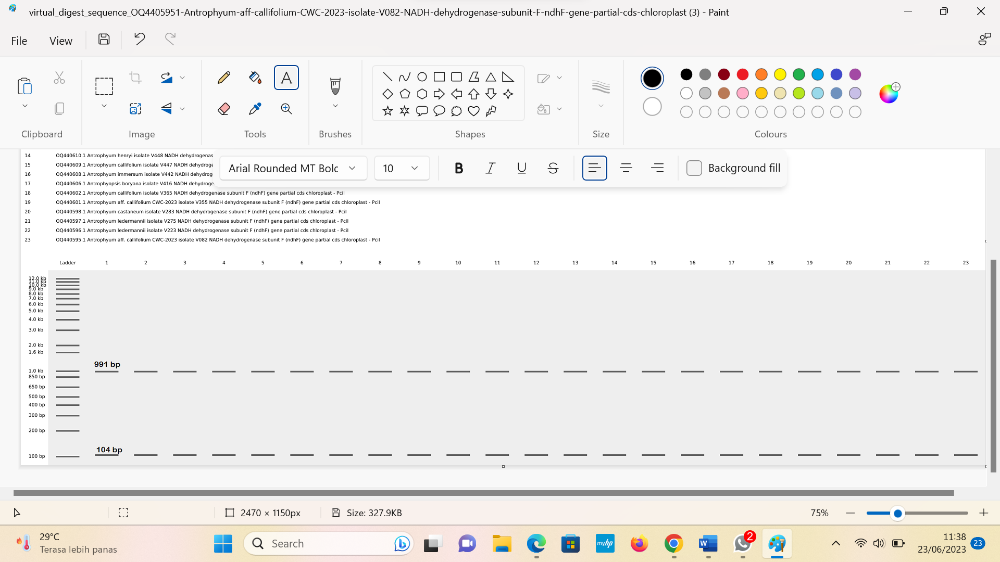 virtual_digest_sequence_OQ4405951-Antrophyum-aff-callifolium-CWC-2023-isolate-V082-NADH-dehydrogenase-subunit-F-ndhF-gene-partial-cds-chloroplast (3) - Paint
File View
Clipboard Image Tools Brushes Shapes Size Colours
14 OQ440610.1 Antrophyum henryi isolate V448 NADH dehydrogenas
15 OQ440609.1 Antrophyum callifolium isolate V447 NADH dehydroge
16 OQ440608.1 Antrophyum immersum isolate V442 NADH dehydrog
17 OQ440606.1 Antrophyopsis boryana isolate V416 NADH dehydroge
Arial Rounded MT Bolc 10 B I U S Background fill
18 OQ440602.1 Antrophyum callifolium isolate V365 NADH dehydrogenase subunit F (ndhF) gene partial cds chloroplast - PciI
19 OQ440601.1 Antrophyum aff. callifolium CWC-2023 isolate V355 NADH dehydrogenase subunit F (ndhF) gene partial cds chloroplast - PciI
20 OQ440598.1 Antrophyum castaneum isolate V283 NADH dehydrogenase subunit F (ndhF) gene partial cds chloroplast - PciI
21 OQ440597.1 Antrophyum ledermannii isolate V275 NADH dehydrogenase subunit F (ndhF) gene partial cds chloroplast - PciI
22 OQ440596.1 Antrophyum ledermannii isolate V223 NADH dehydrogenase subunit F (ndhF) gene partial cds chloroplast - PciI
23 OQ440595.1 Antrophyum aff. callifolium CWC-2023 isolate V082 NADH dehydrogenase subunit F (ndhF) gene partial cds chloroplast - PciI
Ladder 1 2 3 4 5 6 7 8 9 10 11 12 13 14 15 16 17 18 19 20 21 22 23
12.0 kb
11.0 kb
10.0 kb
9.0 kb
8.0 kb
7.0 kb
6.0 kb
5.0 kb
4.0 kb
3.0 kb
2.0 kb
1.6 kb
991 bp
1.0 kb
850 bp
650 bp
500 bp
400 bp
300 bp
200 bp
104 bp
100 bp
2470 × 1150px Size: 327.9KB 75%
29°C
Terasa lebih panas
Search
myhp
W
2
11:38
23/06/2023
23